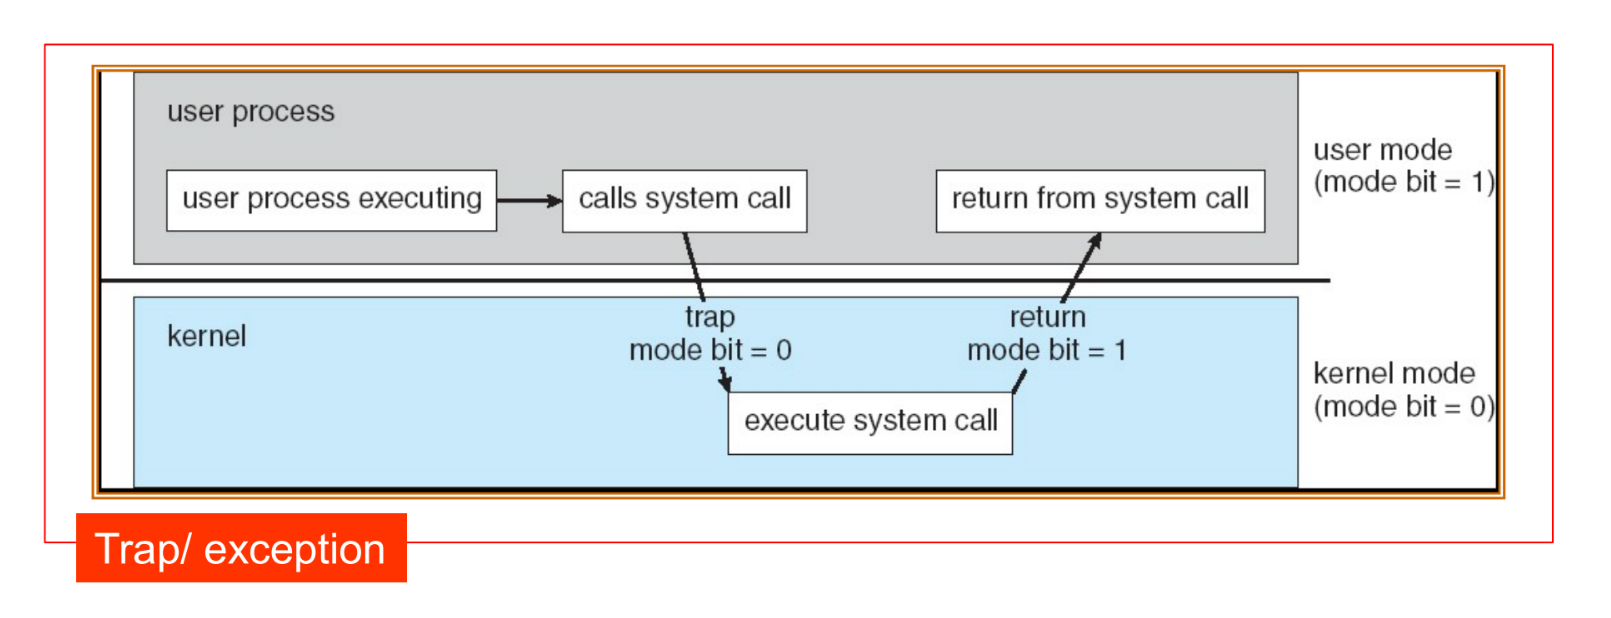 user process
user process executing
calls system call
return from system call
user mode
(mode bit = 1)
kernel
trap
mode bit = 0
return
mode bit = 1
execute system call
kernel mode
(mode bit = 0)
Trap/ exception